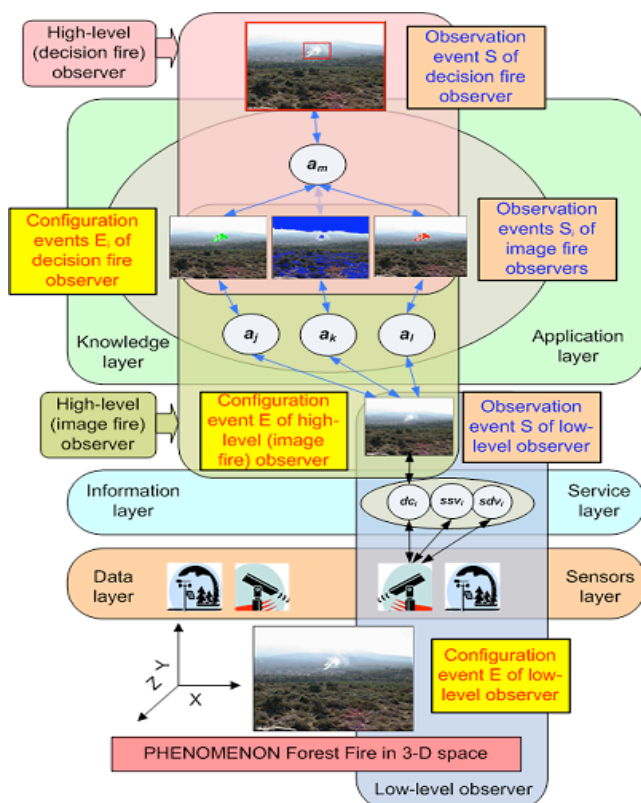 High-level
(decision fire)
observer
Observation
event S of
decision fire
observer
a_m
Configuration
events E_i of
decision fire
observer
Observation
events S_i of
image fire
observers
a_j
a_k
a_l
Knowledge
layer
Application
layer
High-level
(image fire)
observer
Configuration
event E of high-
level (image
fire) observer
Observation
event S of low-
level observer
Information
layer
dc_i
ssv_i
sdv_i
Service
layer
Data
layer
Sensors
layer
Z
Y
X
Configuration
event E of low-
level observer
PHENOMENON Forest Fire in 3-D space
Low-level observer